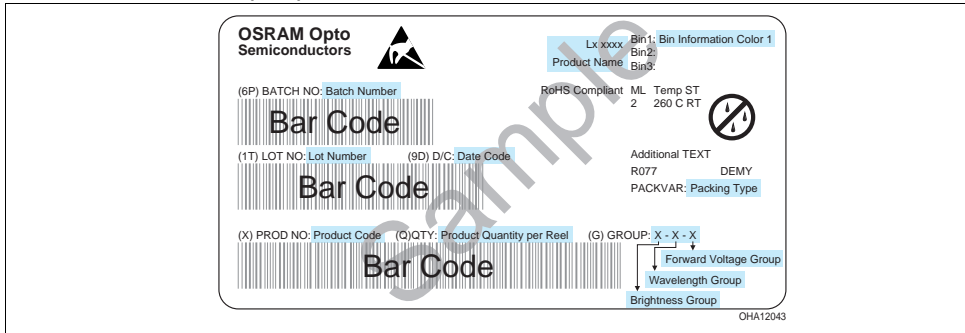 OSRAM Opto
Semiconductors
Lx xxxx
Product Name
Bin1: Bin Information Color 1
Bin2:
Bin3:
(6P) BATCH NO: Batch Number
Bar Code
RoHS Compliant ML Temp ST
2 260 C RT
(1T) LOT NO: Lot Number (9D) D/C: Date Code
Bar Code
Additional TEXT
R077 DEMY
PACKVAR: Packing Type
(X) PROD NO: Product Code (Q)QTY: Product Quantity per Reel (G) GROUP: X - X - X
Bar Code
Forward Voltage Group
Wavelength Group
Brightness Group
Sample
OHA12043